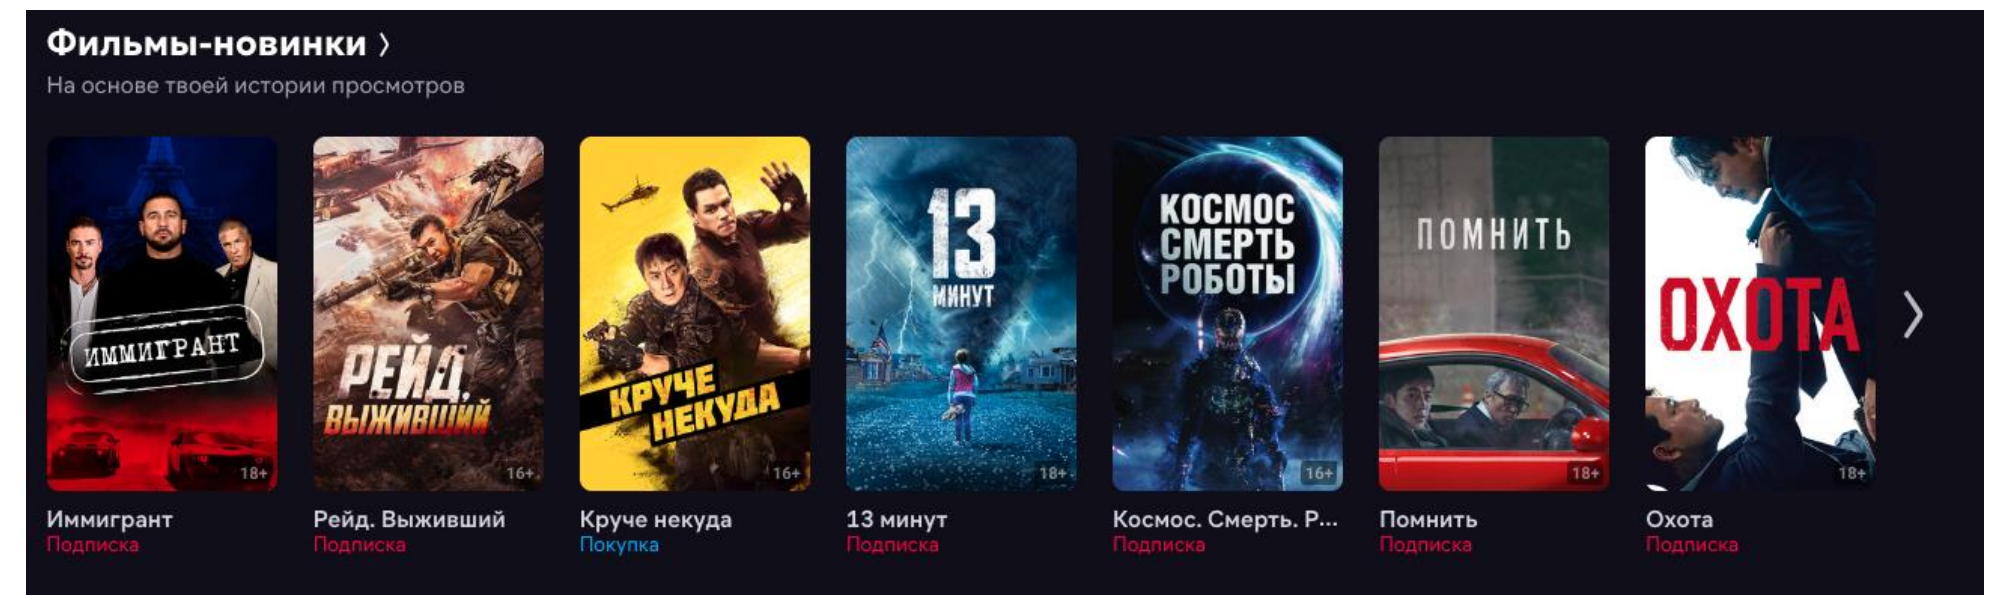 Фильмы-новинки
На основе твоей истории просмотров
ИММИГРАНТ
18+
РЕЙД.
ВЫЖИВШИЙ
16+
КРУЧЕ
НЕКУДА
16+
13
МИНУТ
18+
КОСМОС
СМЕРТЬ
РОБОТЫ
16+
ПОМНИТЬ
18+
ОХОТА
18+
Иммигрант
Подписка
Рейд. Выживший
Подписка
Круче некуда
Покупка
13 минут
Подписка
Космос. Смерть. Р...
Подписка
Помнить
Подписка
Охота
Подписка